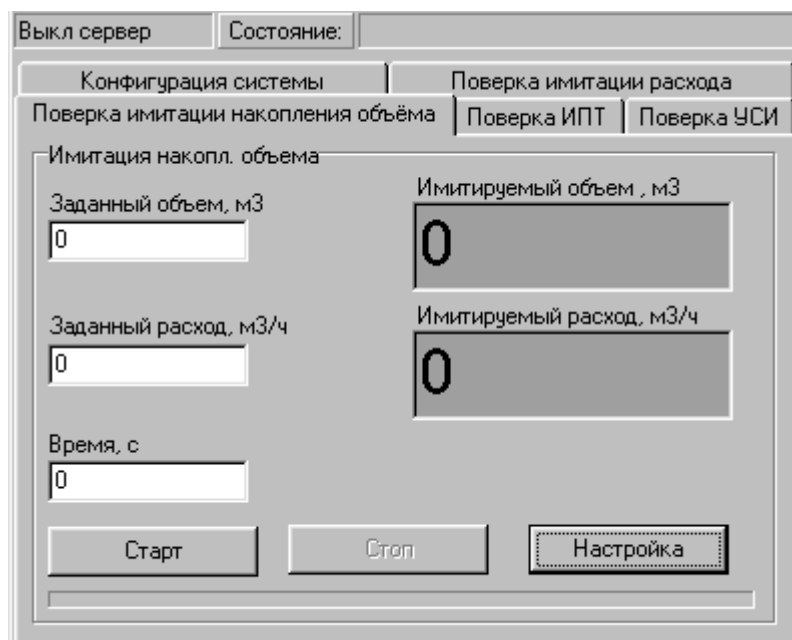 Выкл сервер Состояние:
Конфигурация системы Поверка имитации расхода
Поверка имитации накопления объёма Поверка ИПТ Поверка УСИ
Имитация накопл. объема
Заданный объем, м3 Имитируемый объем , м3
0 0
Заданный расход, м3/ч Имитируемый расход, м3/ч
0 0
Время, с
0
Старт Стоп Настройка